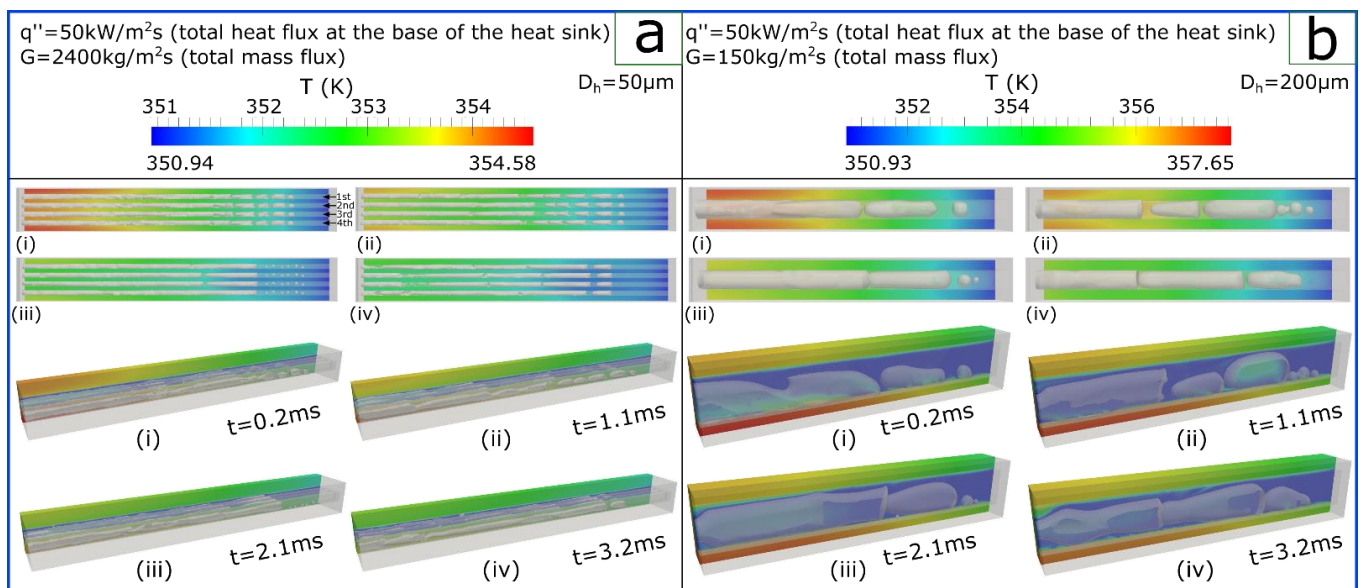 q''=50kW/m²s (total heat flux at the base of the heat sink)
G=2400kg/m²s (total mass flux)
a
T (K)
D_h=50μm
351 352 353 354
350.94 354.58
1st
2nd
3rd
4th
(i) (ii)
(iii) (iv)
t=0.2ms t=1.1ms
(i) (ii)
t=2.1ms t=3.2ms
(iii) (iv)
q''=50kW/m²s (total heat flux at the base of the heat sink)
G=150kg/m²s (total mass flux)
b
T (K)
D_h=200μm
352 354 356
350.93 357.65
(i) (ii)
(iii) (iv)
(i) t=0.2ms (ii) t=1.1ms
(iii) t=2.1ms (iv) t=3.2ms